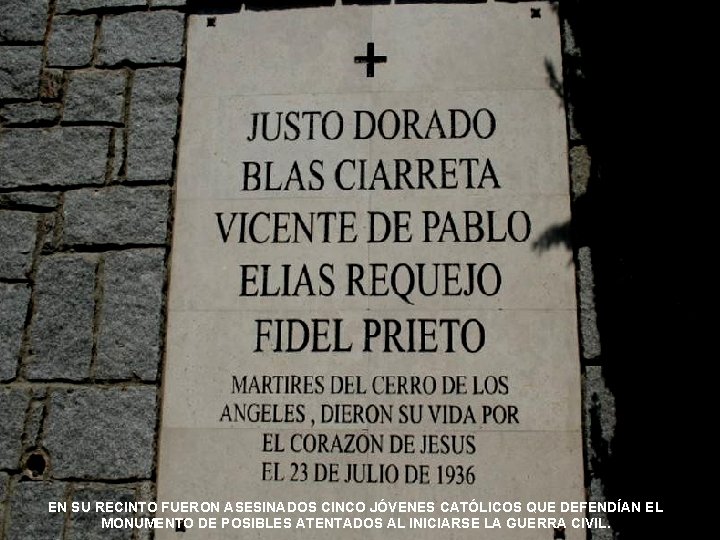 JUSTO DORADO
BLAS CIARRETA
VICENTE DE PABLO
ELIAS REQUEJO
FIDEL PRIETO
MARTIRES DEL CERRO DE LOS
ANGELES , DIERON SU VIDA POR
EL CORAZON DE JESUS
EL 23 DE JULIO DE 1936
EN SU RECINTO FUERON ASESINADOS CINCO JÓVENES CATÓLICOS QUE DEFENDÍAN EL
MONUMENTO DE POSIBLES ATENTADOS AL INICIARSE LA GUERRA CIVIL.